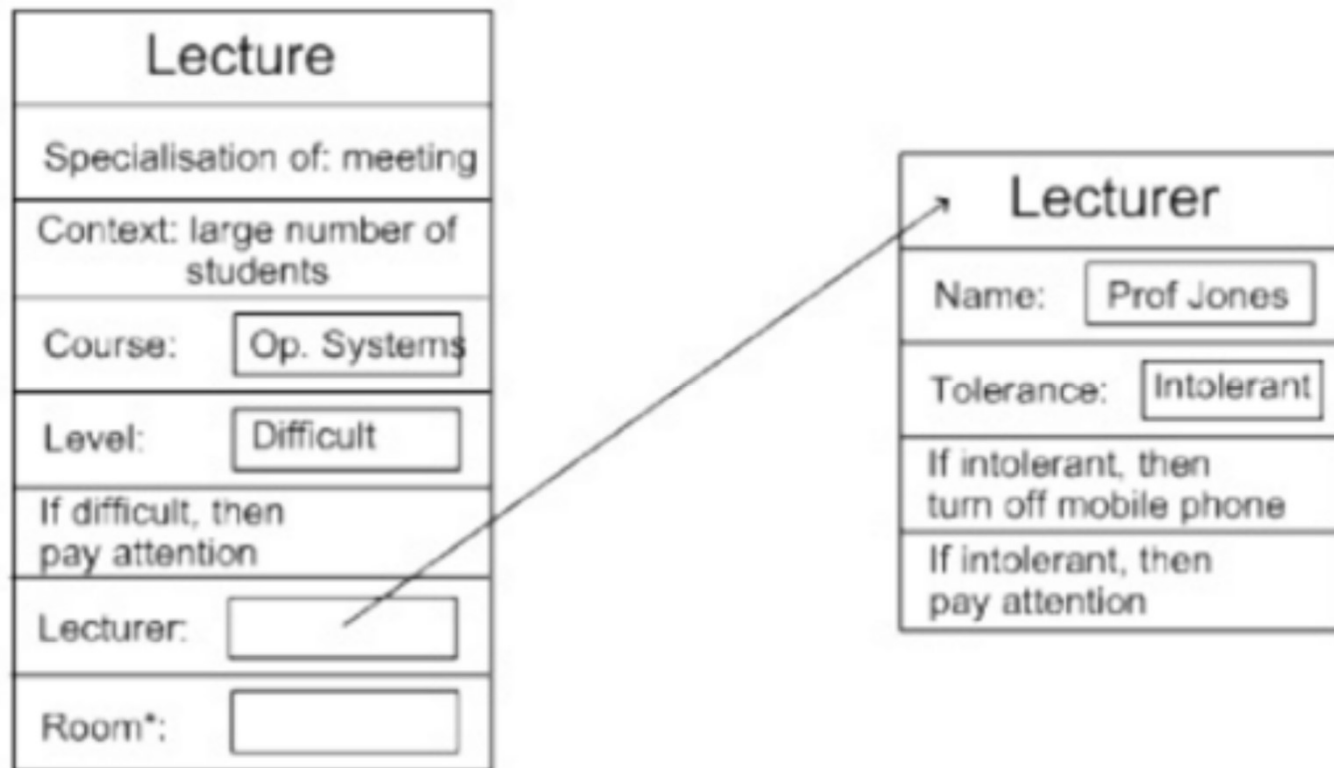 Lecture
Specialisation of: meeting
Context: large number of
students
Course: Op. Systems
Level: Difficult
If difficult, then
pay attention
Lecturer:
Room*:
Lecturer
Name: Prof Jones
Tolerance: Intolerant
If intolerant, then
turn off mobile phone
If intolerant, then
pay attention